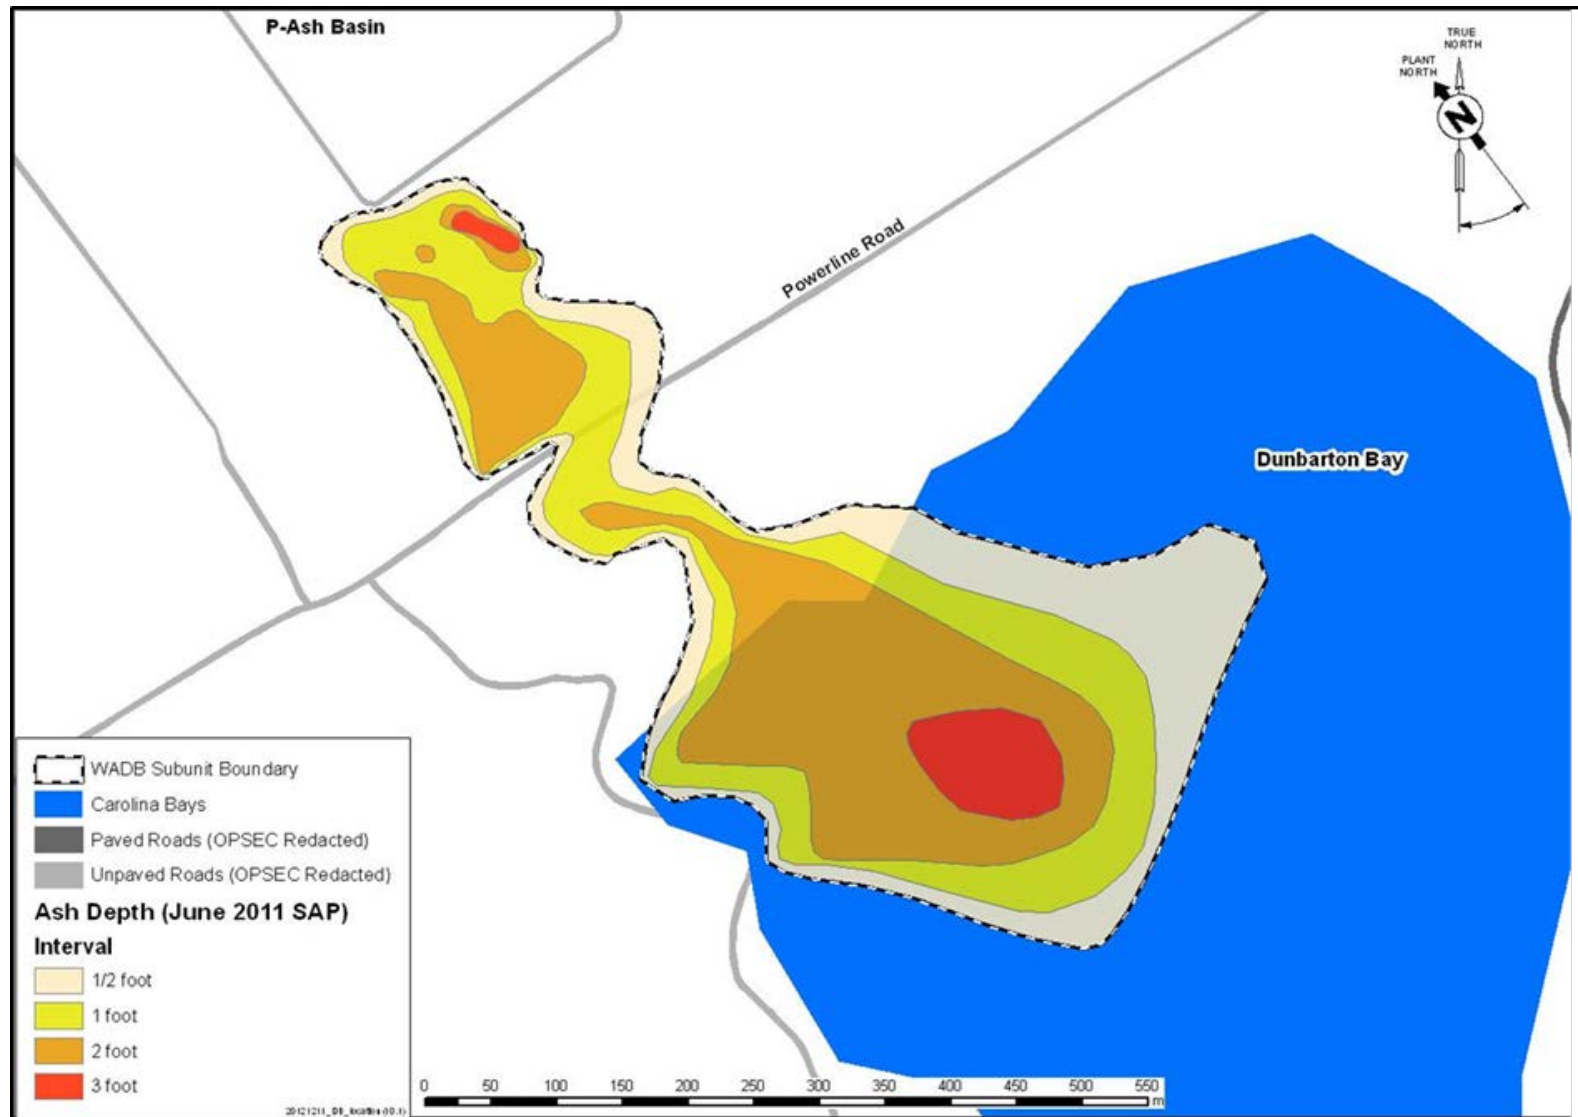 P-Ash Basin
TRUE
NORTH
PLANT
NORTH
N
Powerline Road
Dunbarton Bay
WADB Subunit Boundary
Carolina Bays
Paved Roads (OPSEC Redacted)
Unpaved Roads (OPSEC Redacted)
Ash Depth (June 2011 SAP)
Interval
1/2 foot
1 foot
2 foot
3 foot
0 50 100 150 200 250 300 350 400 450 500 550
m